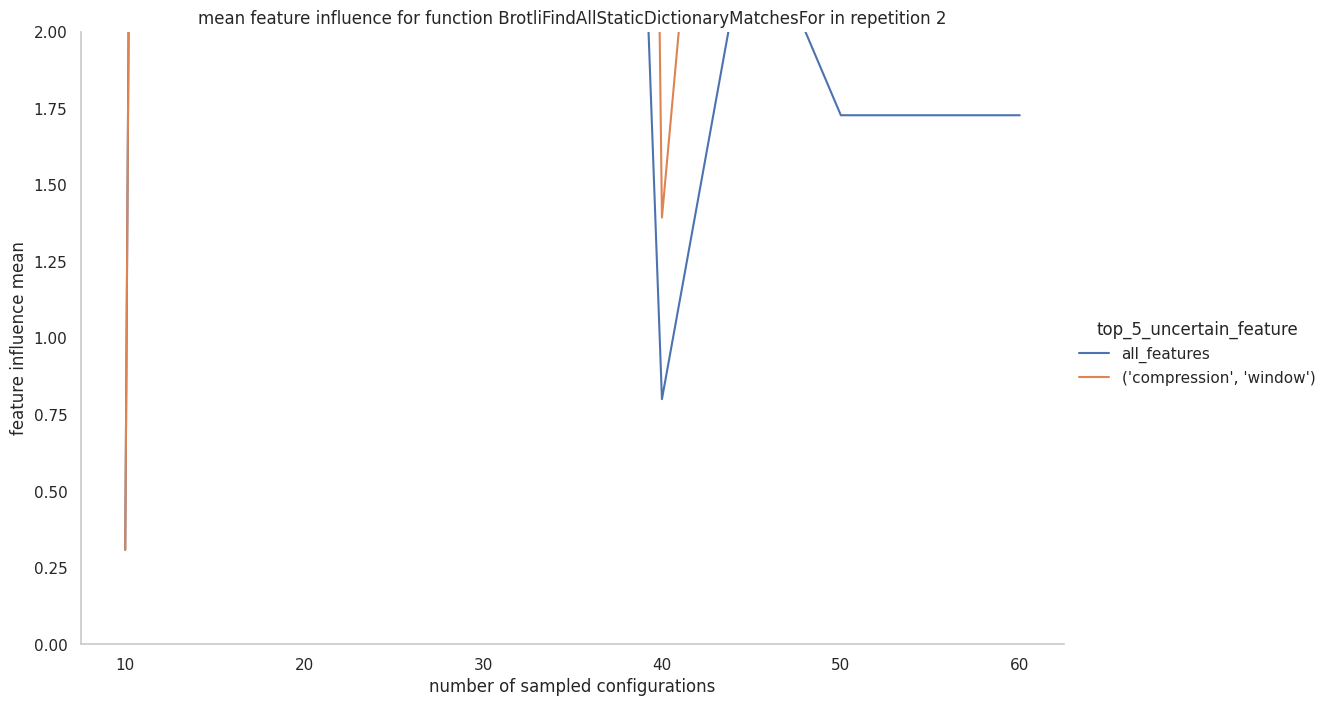 mean feature influence for function BrotliFindAllStaticDictionaryMatchesFor in repetition 2
2.00
1.75
1.50
1.25
1.00
0.75
0.50
0.25
0.00
feature influence mean
10 20 30 40 50 60
number of sampled configurations
top_5_uncertain_feature
all_features
('compression', 'window')